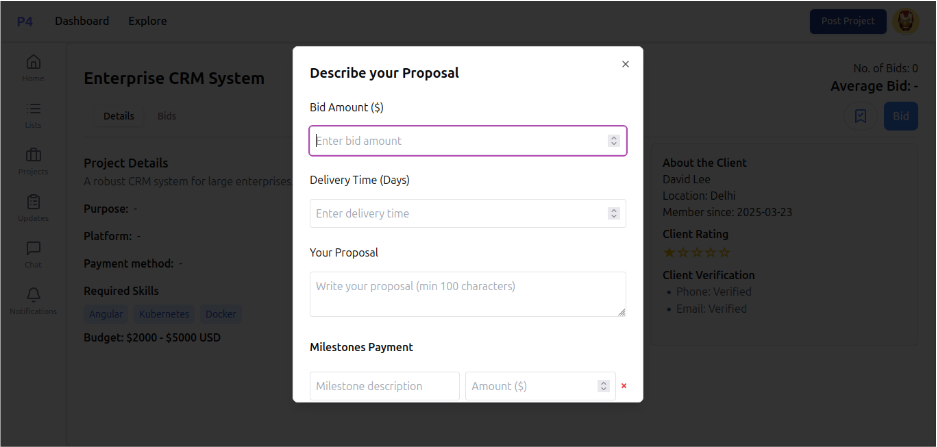 P4 Dashboard Explore Post Project
Home
Lists
Projects
Updates
Chat
Notifications
Enterprise CRM System
Details Bids
Project Details
A robust CRM system for large enterprises
Purpose: -
Platform: -
Payment method: -
Required Skills
Angular Kubernetes Docker
Budget: $2000 - $5000 USD
Describe your Proposal
Bid Amount ($)
Enter bid amount
Delivery Time (Days)
Enter delivery time
Your Proposal
Write your proposal (min 100 characters)
Milestones Payment
Milestone description Amount ($)
No. of Bids: 0
Average Bid: -
Bid
About the Client
David Lee
Location: Delhi
Member since: 2025-03-23
Client Rating
Client Verification
Phone: Verified
Email: Verified